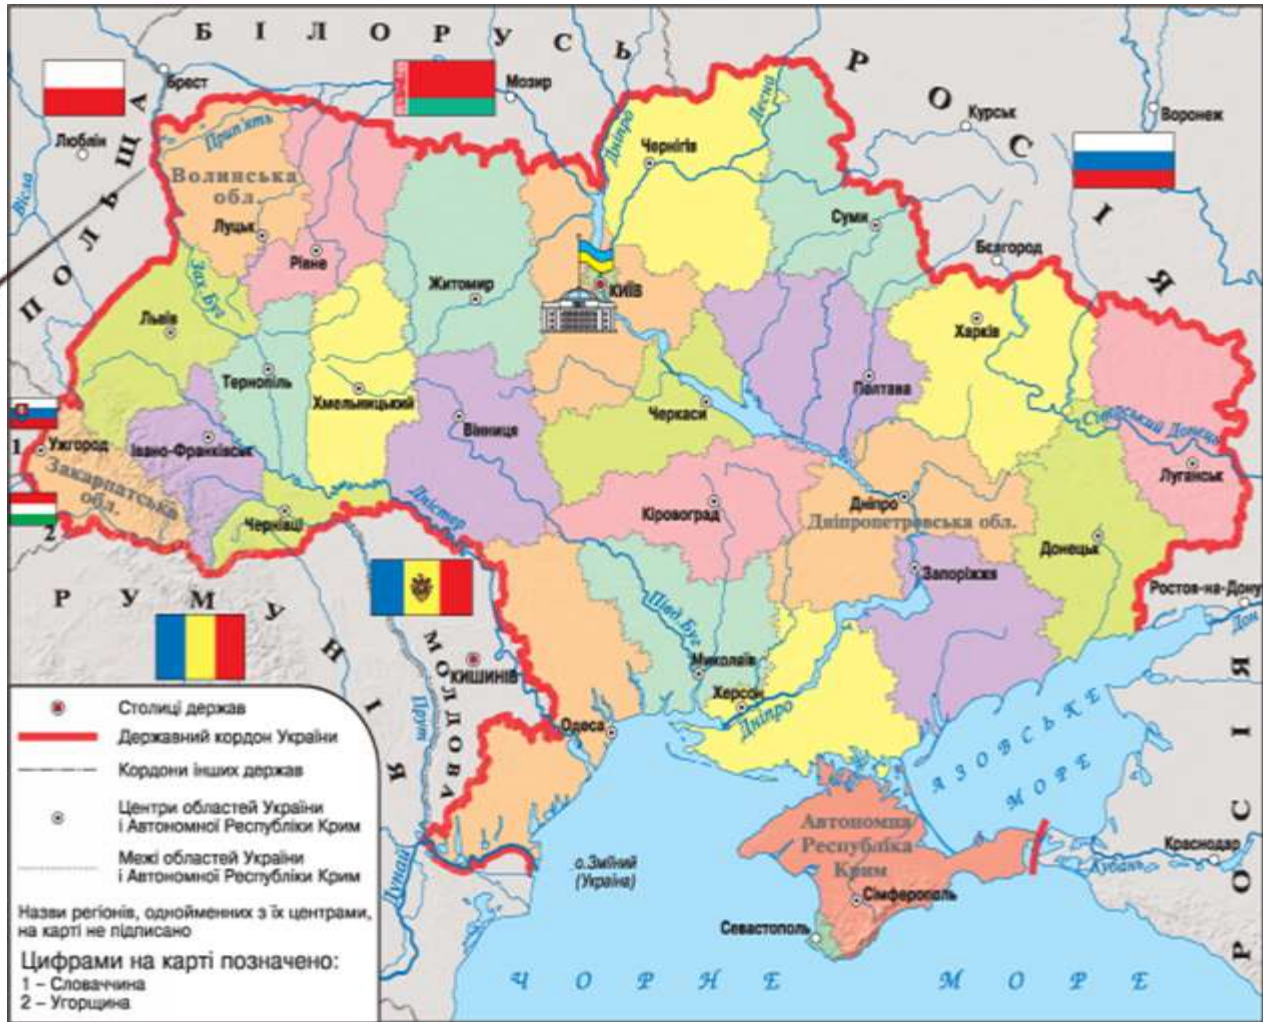 БІЛОРУСЬ
РОСІЯ
ПОЛЬЩА
Брест
Мозир
Люблін
Курськ
Воронеж
Прип'ять
Дніпро
Десна
Чернігів
Вісла
Волинська
обл.
Луцьк
Рівне
Суми
Бєлгород
Зах. Буг
Житомир
КИЇВ
Львів
Харків
Тернопіль
Хмельницький
Полтава
Черкаси
Сіверський Донець
1
Ужгород
Івано-Франківськ
Вінниця
Луганськ
Закарпатська
обл.
Дністер
Кіровоград
Дніпро
Дніпропетровська обл.
2
Чернівці
Донецьк
Запоріжжя
РУМУНІЯ
Півд Буг
Ростов-на-Дону
Дон
МОЛДОВА
КИШИНІВ
Миколаїв
Херсон
Дніпро
Прут
Одеса
АЗОВСЬКЕ
МОРЕ
РОСІЯ
Автономна
Республіка
Крим
Краснодар
Кубань
Дунай
о.Зміїний
(Україна)
Сімферополь
Севастополь
ЧОРНЕ МОРЕ
Столиці держав
Державний кордон України
Кордони інших держав
Центри областей України
і Автономної Республіки Крим
Межі областей України
і Автономної Республіки Крим
Назви регіонів, однойменних з їх центрами,
на карті не підписано
Цифрами на карті позначено:
1 – Словаччина
2 – Угорщина